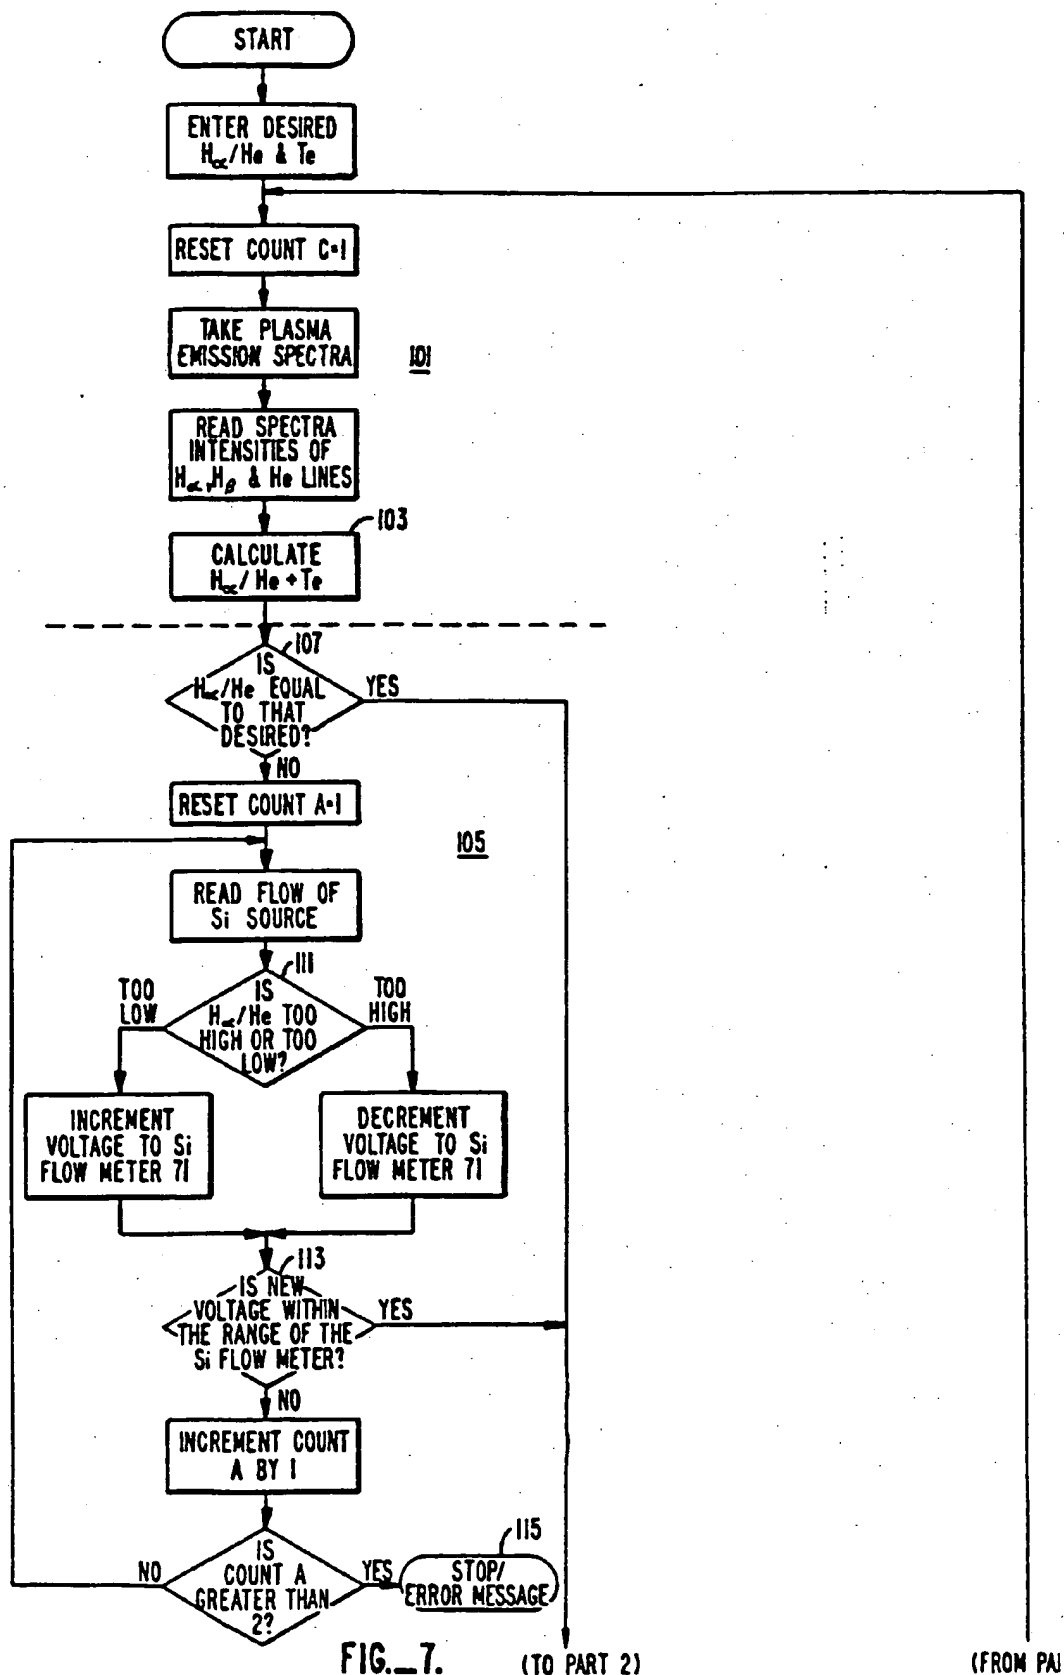 START
ENTER DESIRED
Hα/He & Te
RESET COUNT C=1
TAKE PLASMA
EMISSION SPECTRA
101
READ SPECTRA
INTENSITIES OF
Hα, Hβ & He LINES
103
CALCULATE
Hα/He + Te
107
IS
Hα/He EQUAL
TO THAT
DESIRED?
YES
NO
RESET COUNT A=1
105
READ FLOW OF
Si SOURCE
111
IS
Hα/He TOO
HIGH OR TOO
LOW?
TOO
LOW
TOO
HIGH
INCREMENT
VOLTAGE TO Si
FLOW METER 71
DECREMENT
VOLTAGE TO Si
FLOW METER 71
113
IS NEW
VOLTAGE WITHIN
THE RANGE OF THE
Si FLOW METER?
YES
NO
INCREMENT COUNT
A BY 1
IS
COUNT A
GREATER THAN
2?
NO
YES
115
STOP/
ERROR MESSAGE
FIG._7.
(TO PART 2)
(FROM PA